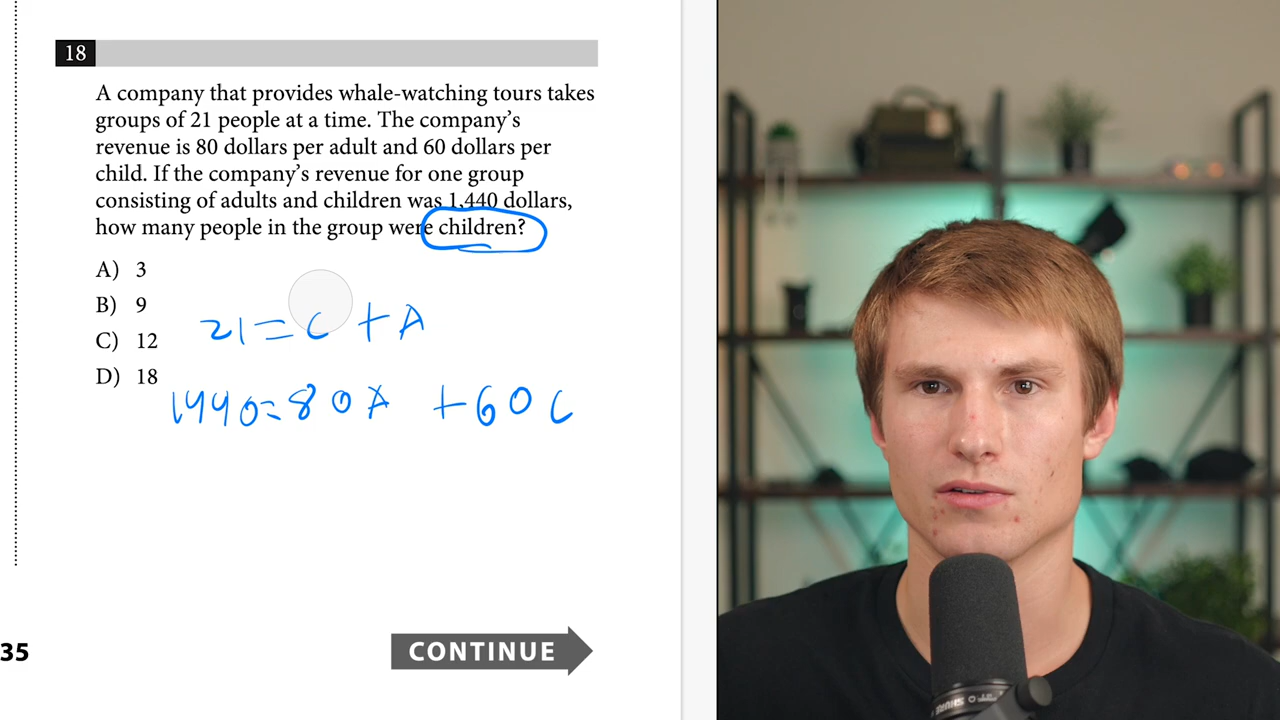 18
A company that provides whale-watching tours takes
groups of 21 people at a time. The company's
revenue is 80 dollars per adult and 60 dollars per
child. If the company's revenue for one group
consisting of adults and children was 1,440 dollars,
how many people in the group were children?
A) 3
B) 9
C) 12
D) 18
21 = C + A
1440 = 80A + 60C
35
CONTINUE
SHURE